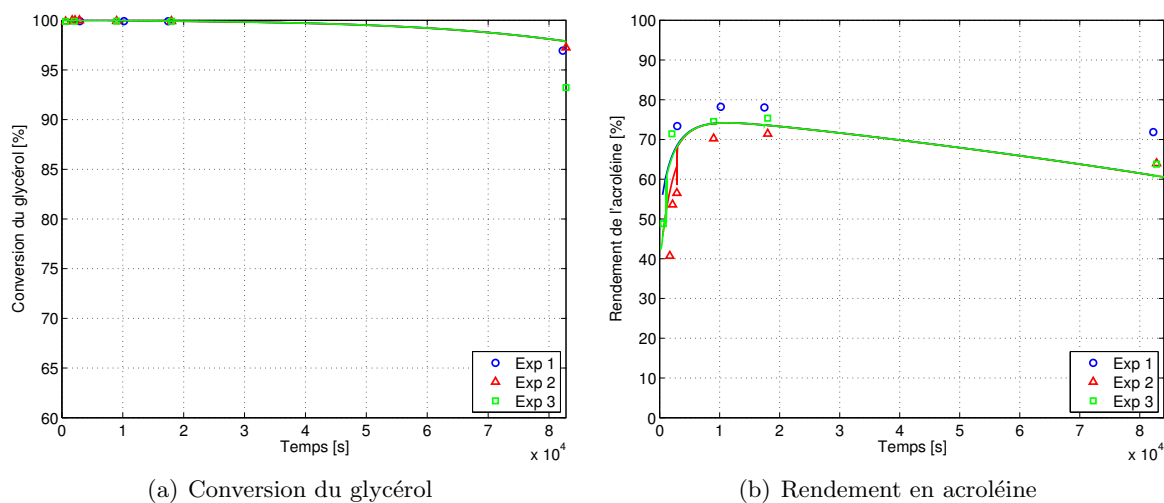 100
95
90
85
80
75
70
65
60
Conversion du glycérol [%]
0 1 2 3 4 5 6 7 8
Temps [s]
x 10^4
Exp 1
Exp 2
Exp 3
(a) Conversion du glycérol
100
90
80
70
60
50
40
30
20
10
0
Rendement de l'acroléine [%]
0 1 2 3 4 5 6 7 8
Temps [s]
x 10^4
Exp 1
Exp 2
Exp 3
(b) Rendement en acroléine